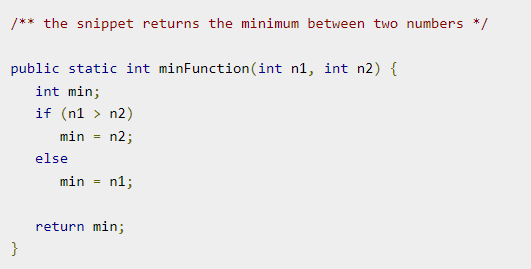 /** the snippet returns the minimum between two numbers */
public static int minFunction(int n1, int n2) {
int min;
if (n1 > n2)
min = n2;
else
min = n1;
return min;
}